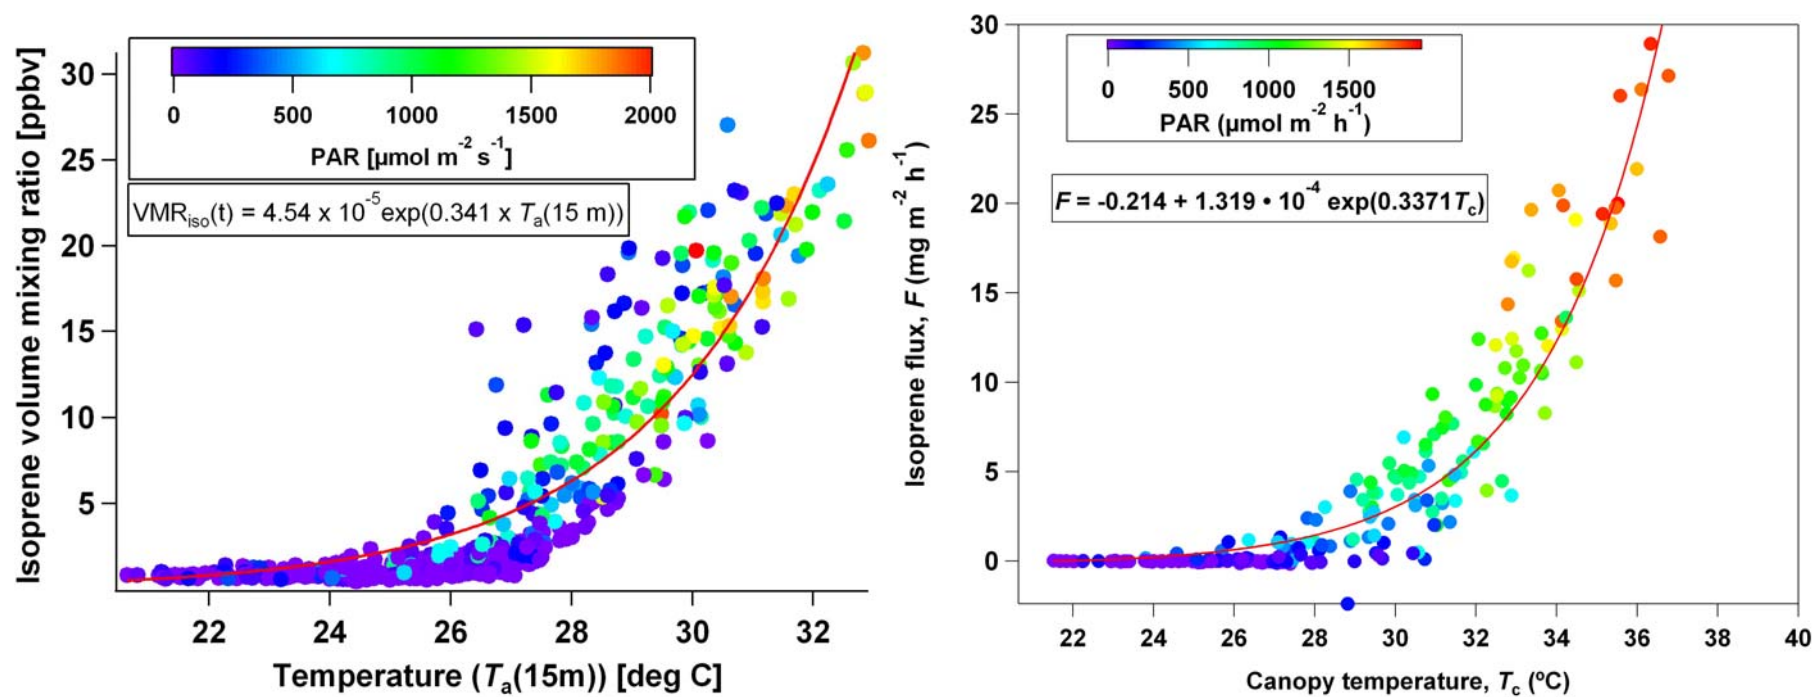 0 500 1000 1500 2000
PAR [µmol m⁻² s⁻¹]
VMRiso(t) = 4.54 x 10⁻⁵exp(0.341 x Ta(15 m))
Isoprene volume mixing ratio [ppbv]
30
25
20
15
10
5
22 24 26 28 30 32
Temperature (Ta(15m)) [deg C]
0 500 1000 1500
PAR (µmol m⁻² h⁻¹)
F = -0.214 + 1.319 • 10⁻⁴ exp(0.3371Tc)
Isoprene flux, F (mg m⁻² h⁻¹)
30
25
20
15
10
5
0
22 24 26 28 30 32 34 36 38 40
Canopy temperature, Tc (ºC)